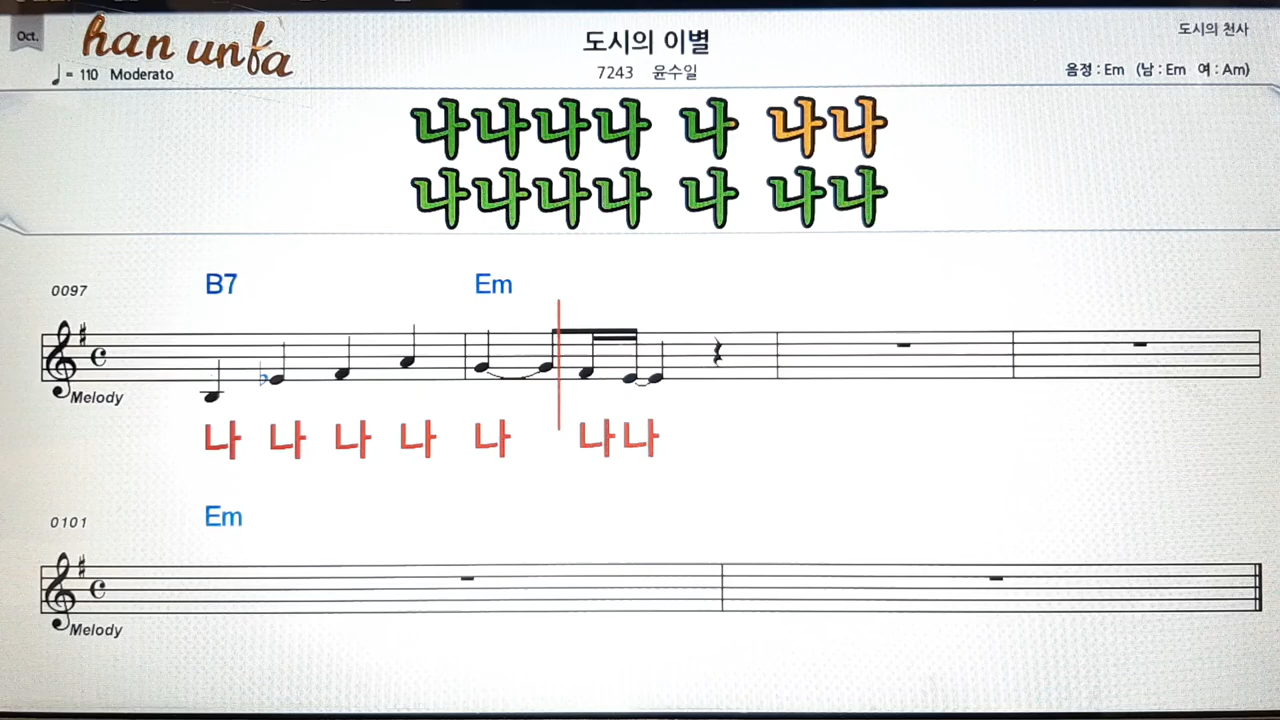 Oct.
han unfa
♩= 110 Moderato
도시의 이별
7243 윤수일
도시의 천사
음정 : Em (남 : Em 여 : Am)
나나나나 나 나나
나나나나 나 나나
0097
B7 Em
Melody
나 나 나 나 나 나나
0101
Em
Melody